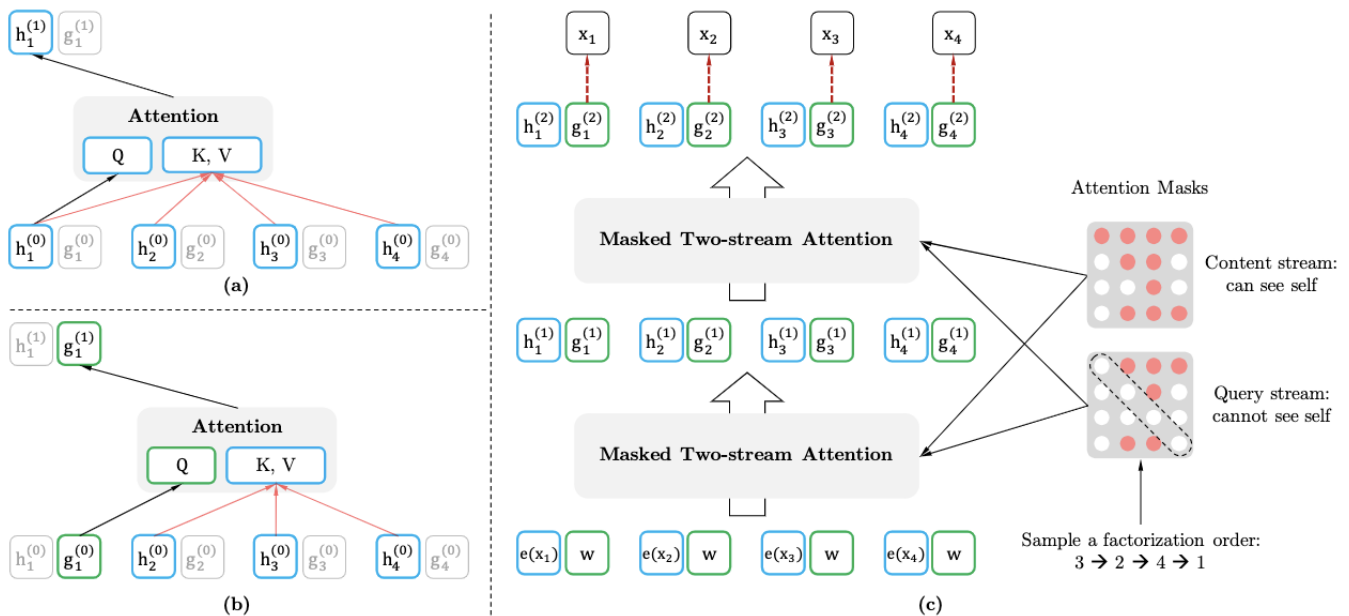 h₁⁽¹⁾ g₁⁽¹⁾
Attention
Q K, V
h₁⁽⁰⁾ g₁⁽⁰⁾ h₂⁽⁰⁾ g₂⁽⁰⁾ h₃⁽⁰⁾ g₃⁽⁰⁾ h₄⁽⁰⁾ g₄⁽⁰⁾
(a)
h₁⁽¹⁾ g₁⁽¹⁾
Attention
Q K, V
h₁⁽⁰⁾ g₁⁽⁰⁾ h₂⁽⁰⁾ g₂⁽⁰⁾ h₃⁽⁰⁾ g₃⁽⁰⁾ h₄⁽⁰⁾ g₄⁽⁰⁾
(b)
x₁ x₂ x₃ x₄
h₁⁽²⁾ g₁⁽²⁾ h₂⁽²⁾ g₂⁽²⁾ h₃⁽²⁾ g₃⁽²⁾ h₄⁽²⁾ g₄⁽²⁾
Masked Two-stream Attention
h₁⁽¹⁾ g₁⁽¹⁾ h₂⁽¹⁾ g₂⁽¹⁾ h₃⁽¹⁾ g₃⁽¹⁾ h₄⁽¹⁾ g₄⁽¹⁾
Masked Two-stream Attention
e(x₁) w e(x₂) w e(x₃) w e(x₄) w
Attention Masks
Content stream:
can see self
Query stream:
cannot see self
Sample a factorization order:
3 → 2 → 4 → 1
(c)